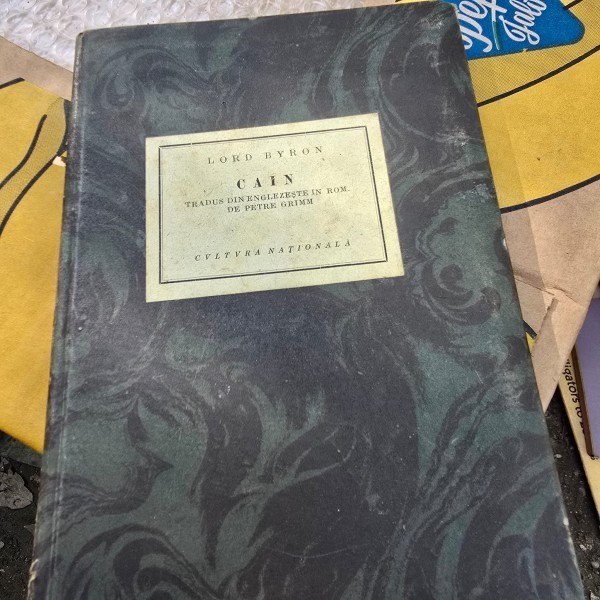 LORD BYRON
CAIN
TRADUS DIN ENGLEZEȘTE IN ROM.
DE PETRE GRIMM
CVLTVRA NAȚIONALĂ